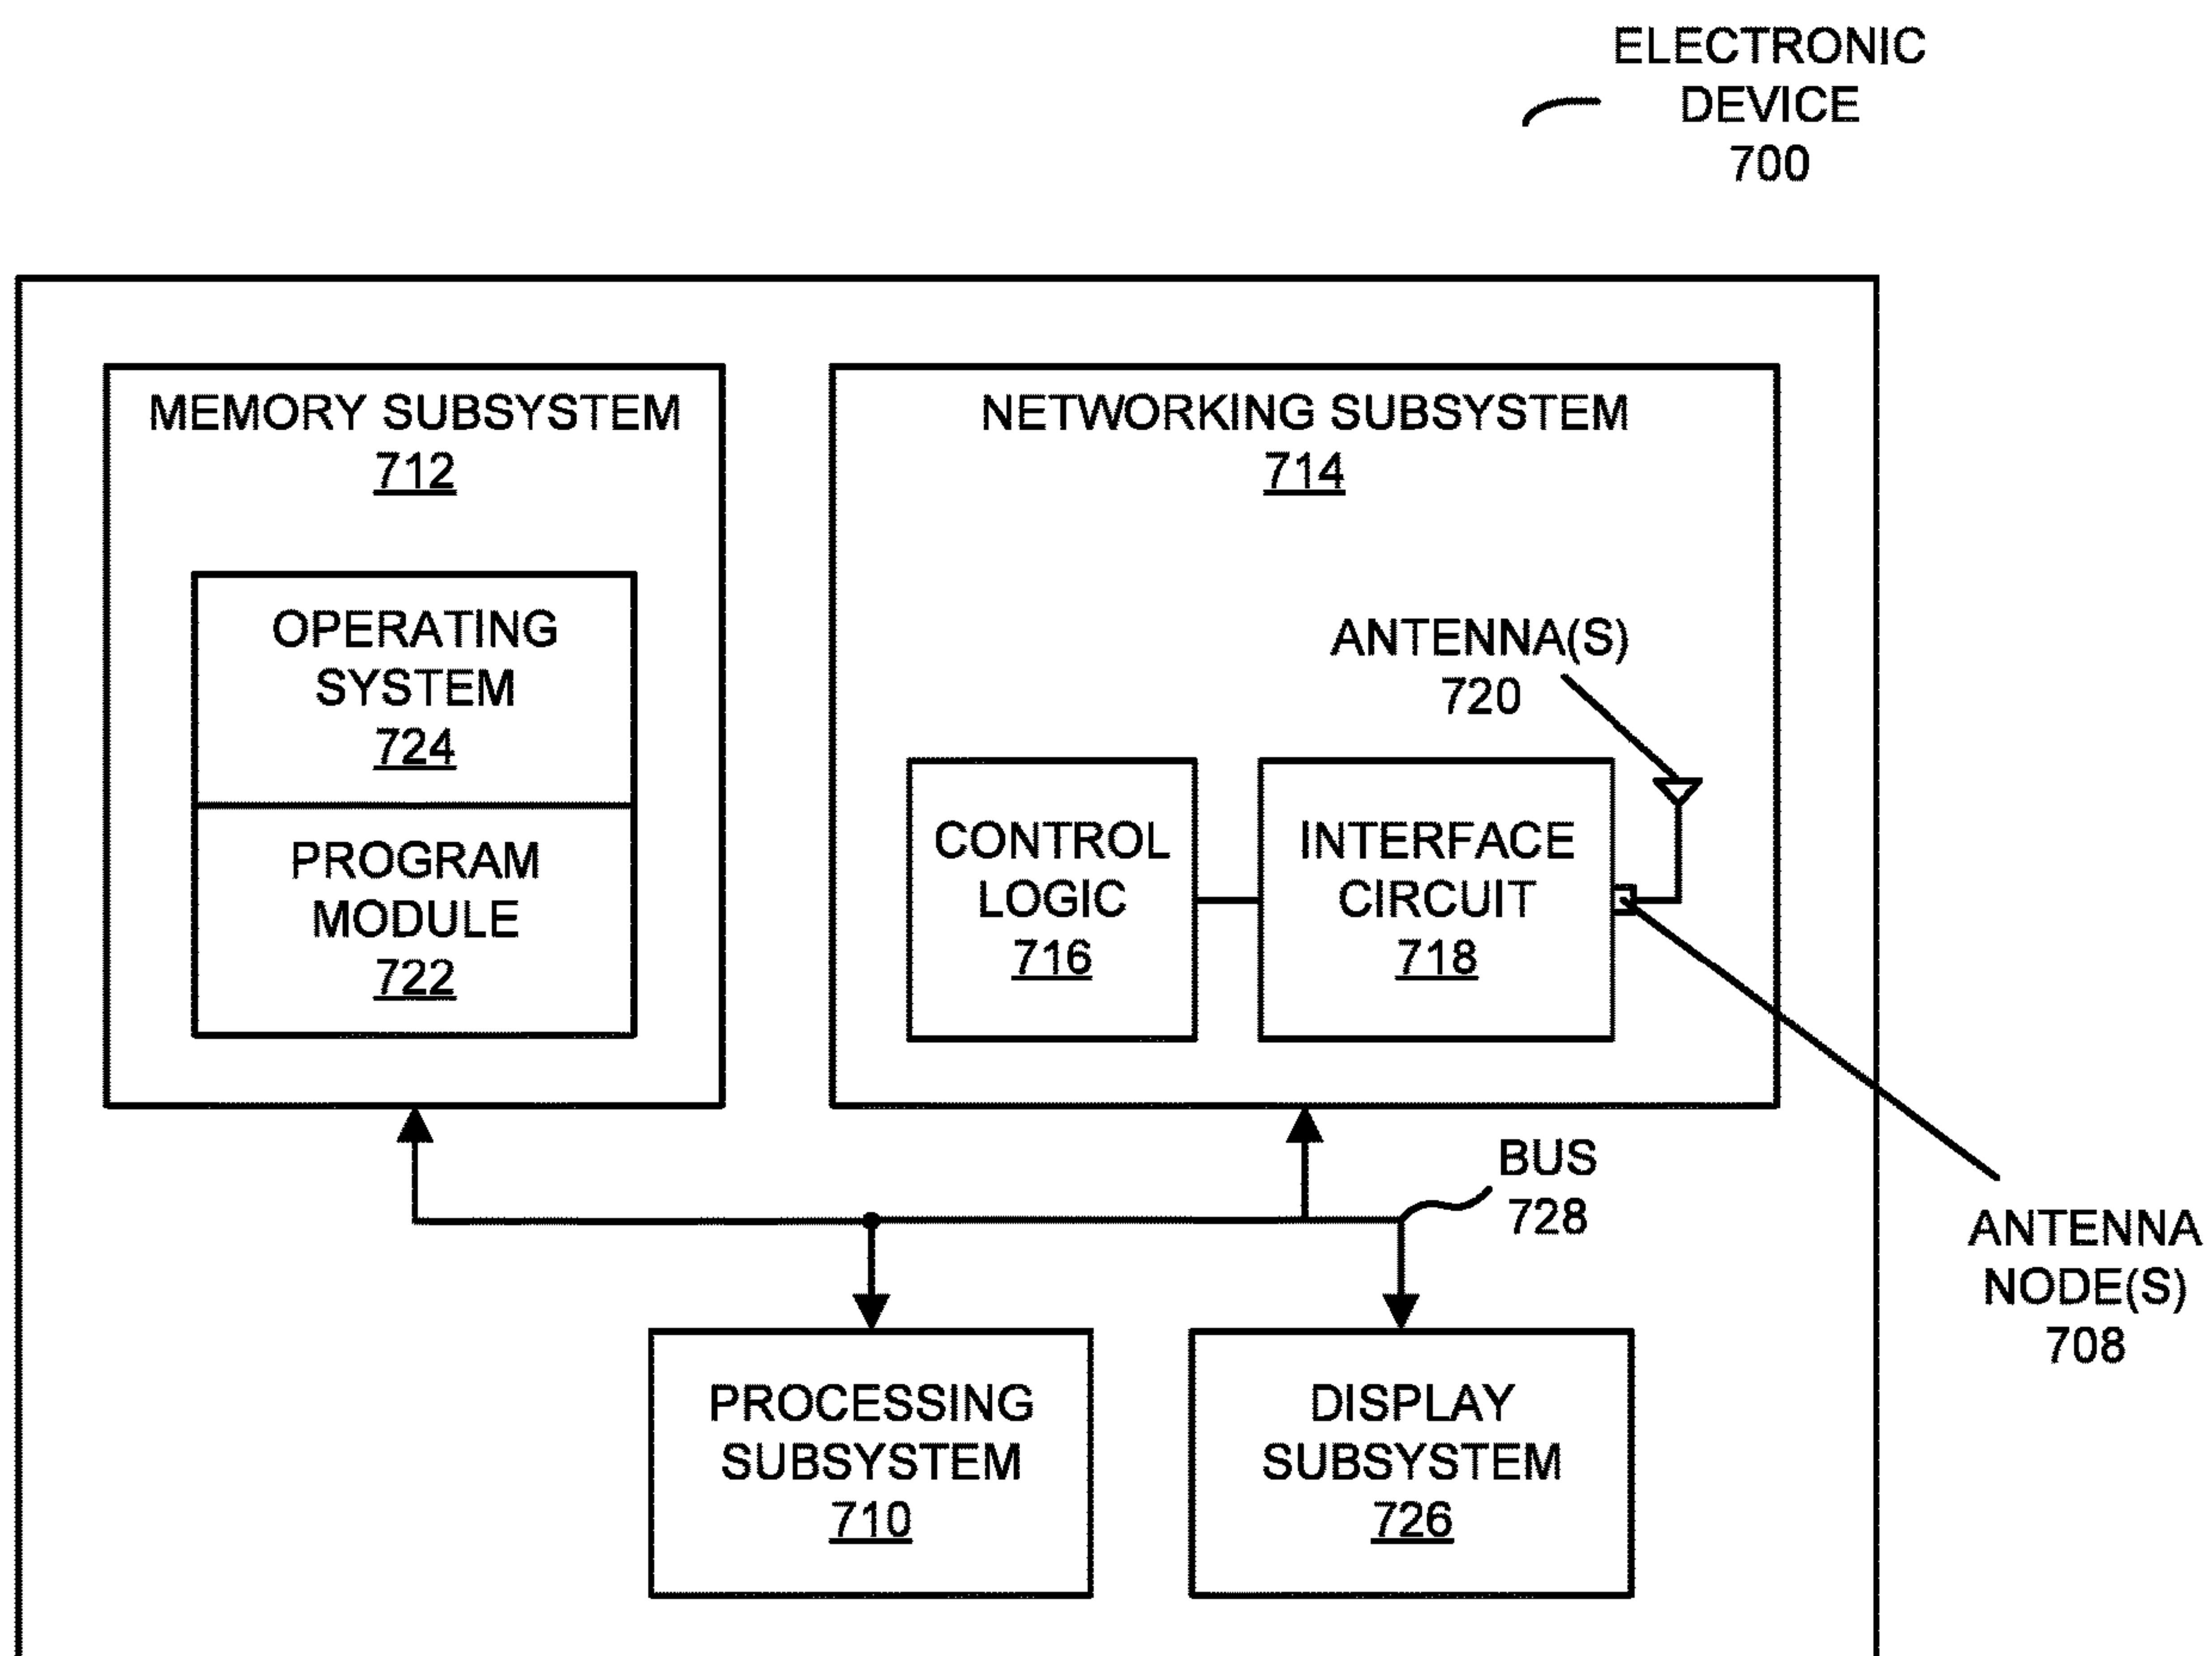 ELECTRONIC
DEVICE
700
MEMORY SUBSYSTEM
712
OPERATING
SYSTEM
724
PROGRAM
MODULE
722
NETWORKING SUBSYSTEM
714
ANTENNA(S)
720
CONTROL
LOGIC
716
INTERFACE
CIRCUIT
718
BUS
728
ANTENNA
NODE(S)
708
PROCESSING
SUBSYSTEM
710
DISPLAY
SUBSYSTEM
726